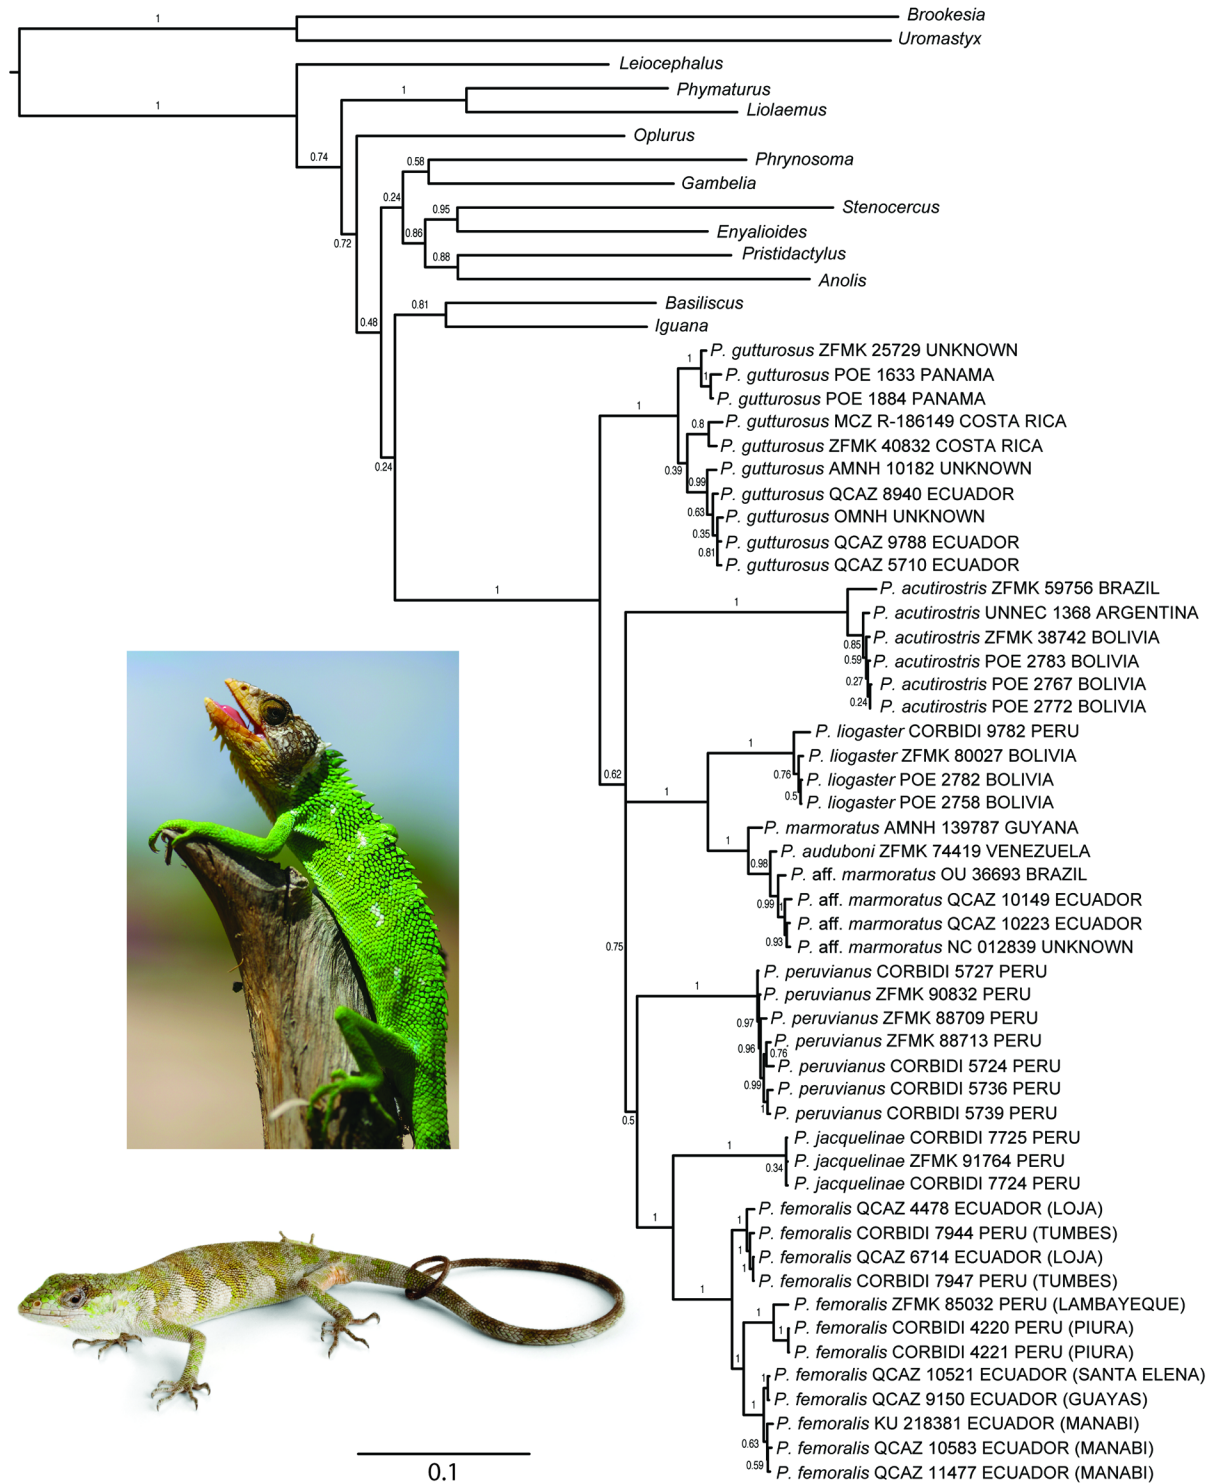 1
Brookesia
Uromastyx
Leiocephalus
1
Phymaturus
1
Liolaemus
Oplurus
0.74
0.58
Phrynosoma
Gambelia
0.24
0.95
Stenocercus
0.86
Enyalioides
0.72
0.88
Pristidactylus
Anolis
0.81
Basiliscus
0.48
Iguana
1
P. gutturosus ZFMK 25729 UNKNOWN
1
P. gutturosus POE 1633 PANAMA
1
P. gutturosus POE 1884 PANAMA
0.8
P. gutturosus MCZ R-186149 COSTA RICA
P. gutturosus ZFMK 40832 COSTA RICA
0.24
0.39
P. gutturosus AMNH 10182 UNKNOWN
0.99
P. gutturosus QCAZ 8940 ECUADOR
0.63
P. gutturosus OMNH UNKNOWN
0.35
P. gutturosus QCAZ 9788 ECUADOR
0.81
P. gutturosus QCAZ 5710 ECUADOR
1
P. acutirostris ZFMK 59756 BRAZIL
1
P. acutirostris UNNEC 1368 ARGENTINA
0.85
P. acutirostris ZFMK 38742 BOLIVIA
0.59
P. acutirostris POE 2783 BOLIVIA
0.27
P. acutirostris POE 2767 BOLIVIA
0.24
P. acutirostris POE 2772 BOLIVIA
P. liogaster CORBIDI 9782 PERU
1
P. liogaster ZFMK 80027 BOLIVIA
0.62
0.76
P. liogaster POE 2782 BOLIVIA
1
0.5
P. liogaster POE 2758 BOLIVIA
P. marmoratus AMNH 139787 GUYANA
1
P. auduboni ZFMK 74419 VENEZUELA
0.98
P. aff. marmoratus OU 36693 BRAZIL
0.99
1
P. aff. marmoratus QCAZ 10149 ECUADOR
P. aff. marmoratus QCAZ 10223 ECUADOR
0.93
P. aff. marmoratus NC 012839 UNKNOWN
0.75
P. peruvianus CORBIDI 5727 PERU
1
P. peruvianus ZFMK 90832 PERU
0.97
P. peruvianus ZFMK 88709 PERU
0.96
P. peruvianus ZFMK 88713 PERU
0.76
P. peruvianus CORBIDI 5724 PERU
0.99
P. peruvianus CORBIDI 5736 PERU
1
P. peruvianus CORBIDI 5739 PERU
0.5
1
P. jacquelinae CORBIDI 7725 PERU
0.34
P. jacquelinae ZFMK 91764 PERU
P. jacquelinae CORBIDI 7724 PERU
1
1
P. femoralis QCAZ 4478 ECUADOR (LOJA)
P. femoralis CORBIDI 7944 PERU (TUMBES)
1
P. femoralis QCAZ 6714 ECUADOR (LOJA)
1
P. femoralis CORBIDI 7947 PERU (TUMBES)
1
1
P. femoralis ZFMK 85032 PERU (LAMBAYEQUE)
1
P. femoralis CORBIDI 4220 PERU (PIURA)
P. femoralis CORBIDI 4221 PERU (PIURA)
1
1
P. femoralis QCAZ 10521 ECUADOR (SANTA ELENA)
1
P. femoralis QCAZ 9150 ECUADOR (GUAYAS)
P. femoralis KU 218381 ECUADOR (MANABI)
0.63
P. femoralis QCAZ 10583 ECUADOR (MANABI)
0.59
P. femoralis QCAZ 11477 ECUADOR (MANABI)
0.1